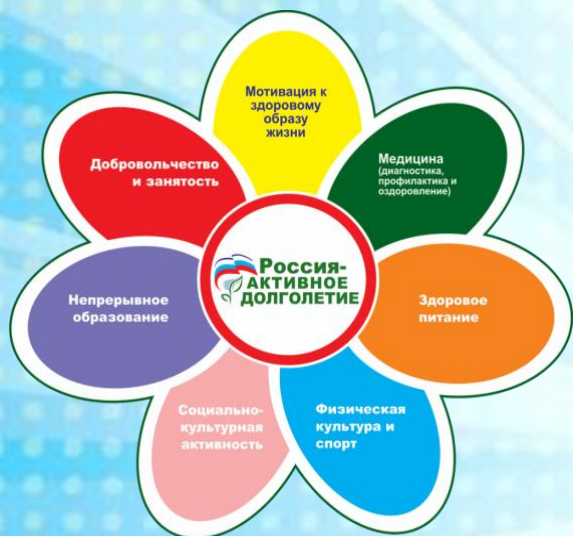 Мотивация к
здоровому
образу
жизни
Медицина
(диагностика,
профилактика и
оздоровление)
Здоровое
питание
Физическая
культура и
спорт
Социально-
культурная
активность
Непрерывное
образование
Добровольчество
и занятость
Россия-
АКТИВНОЕ
ДОЛГОЛЕТИЕ